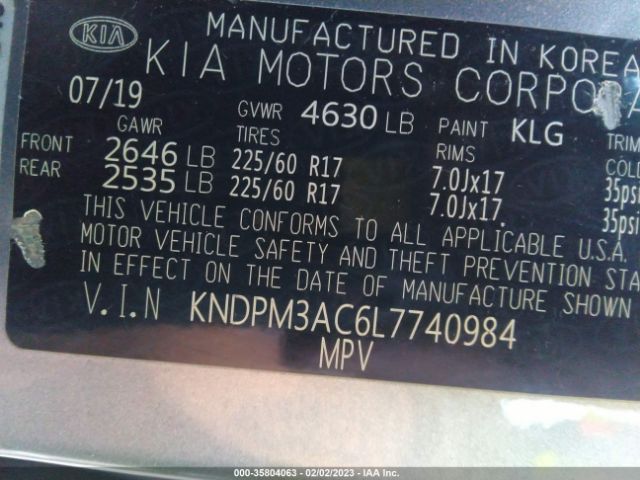 MANUFACTURED IN KOREA
KIA KIA MOTORS
07/19 GVWR 4630 LB PAINT KLG TRIM
GAWR TIRES RIMS COLD
FRONT 2646 LB 225/60 R17 7.0Jx17 35psi
REAR 2535 LB 225/60 R17 7.0Jx17 35psi
THIS VEHICLE CONFORMS TO ALL APPLICABLE U.S.A.
MOTOR VEHICLE SAFETY AND THEFT PREVENTION
IN EFFECT ON THE DATE OF MANUFACTURE SHOWN
V.I.N KNDPM3AC6L7740984
MPV
000-35804063 - 02/02/2023 - IAA Inc.